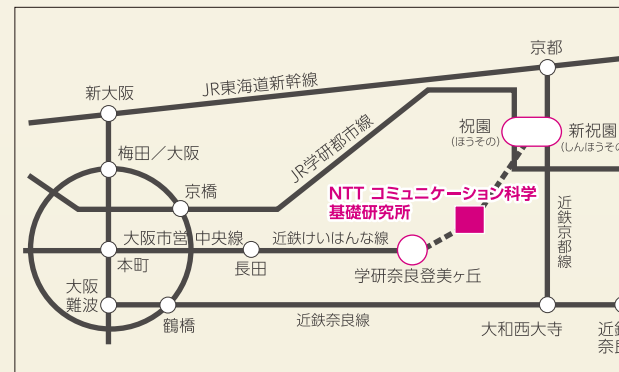 京都
JR東海道新幹線
新大阪
祝園
(ほうその)
新祝園
(しんほうその
JR学研都市線
梅田／大阪
京橋
NTT コミュニケーション科学
基礎研究所
近鉄京都線
大阪市営 中央線
近鉄けいはんな線
本町
長田
学研奈良登美ヶ丘
大阪
難波
鶴橋
近鉄奈良線
大和西大寺
近鉄
奈良